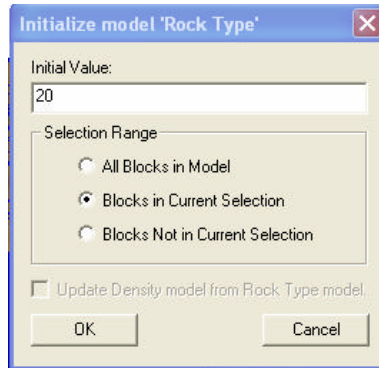 Initialize model 'Rock Type'
Initial Value:
20
Selection Range
All Blocks in Model
Blocks in Current Selection
Blocks Not in Current Selection
Update Density model from Rock Type model.
OK Cancel